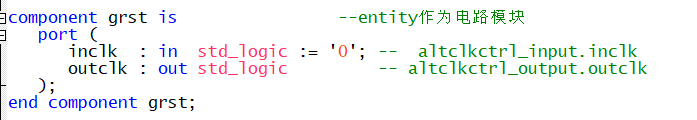 component grst is --entity作为电路模块
port (
inclk : in std_logic := '0'; -- altclkctrl_input.inclk
outclk : out std_logic -- altclkctrl_output.outclk
);
end component grst;